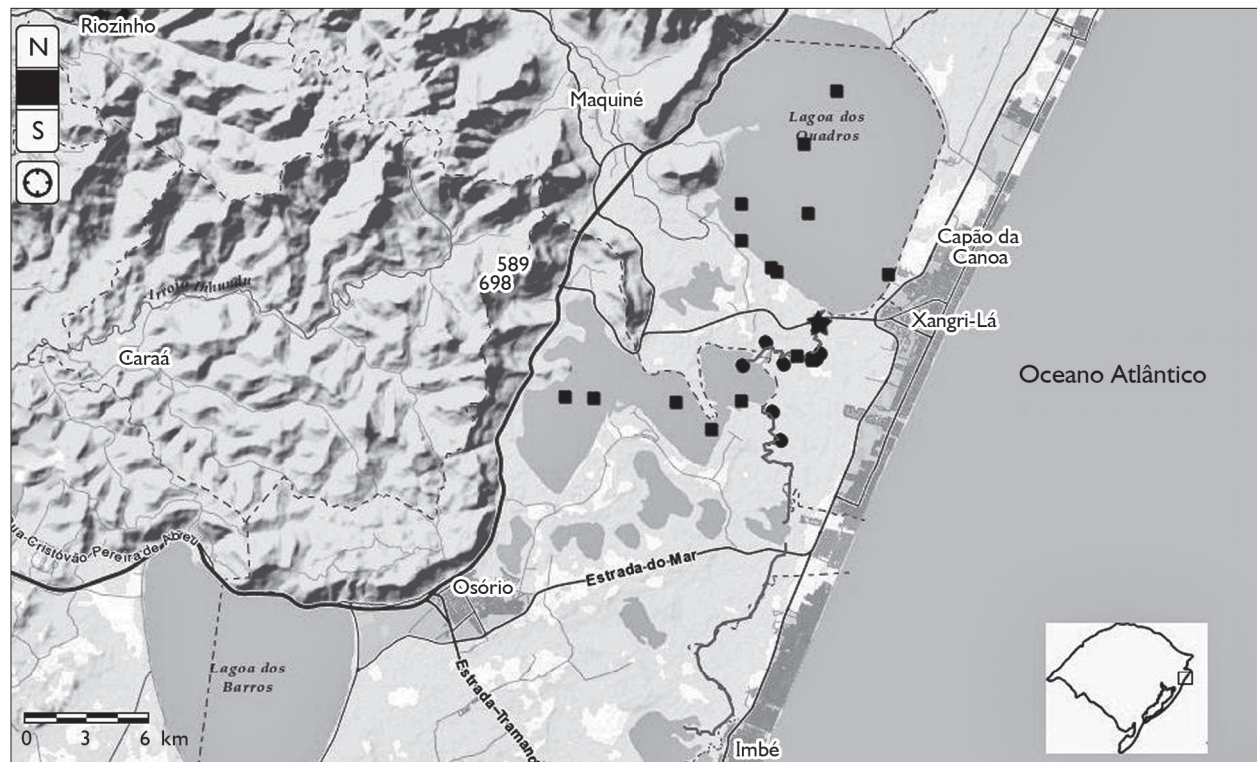 Riozinho
N
S
Maquiné
Lagoa dos
Quadros
Capão da
Canoa
589
698
Xangri-Lá
Caraá
Oceano Atlântico
Estrada-do-Mar
Osório
Lagoa dos
Barros
0 3 6 km
Imbé